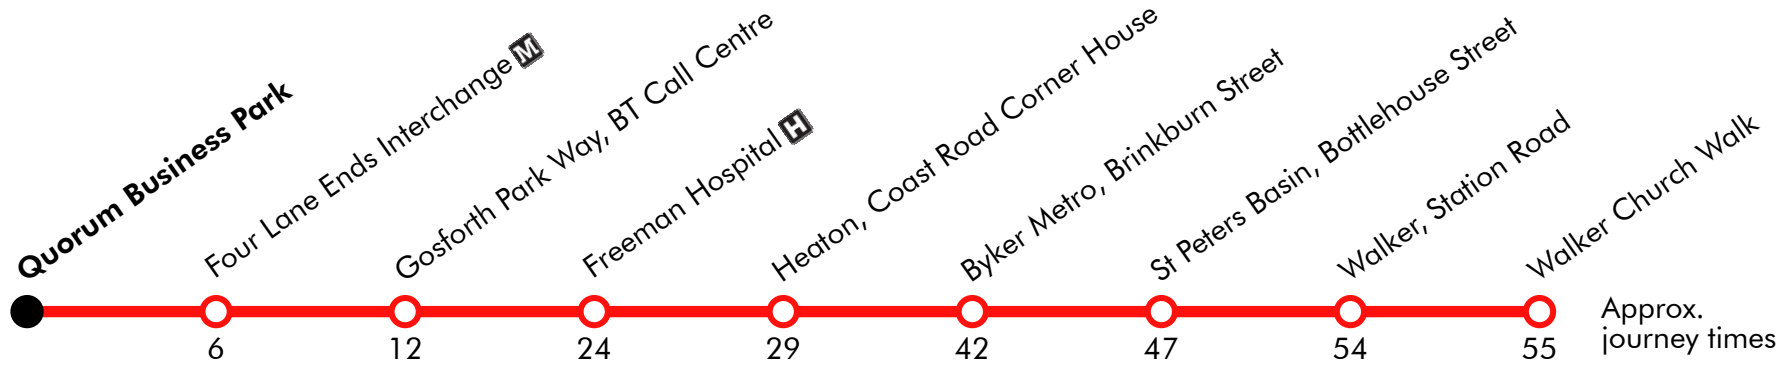 Quorum Business Park
Four Lane Ends Interchange M
Gosforth Park Way, BT Call Centre
Freeman Hospital H
Heaton, Coast Road Corner House
Byker Metro, Brinkburn Street
St Peters Basin, Bottlehouse Street
Walker, Station Road
Walker Church Walk
6 12 24 29 42 47 54 55
Approx.
journey times